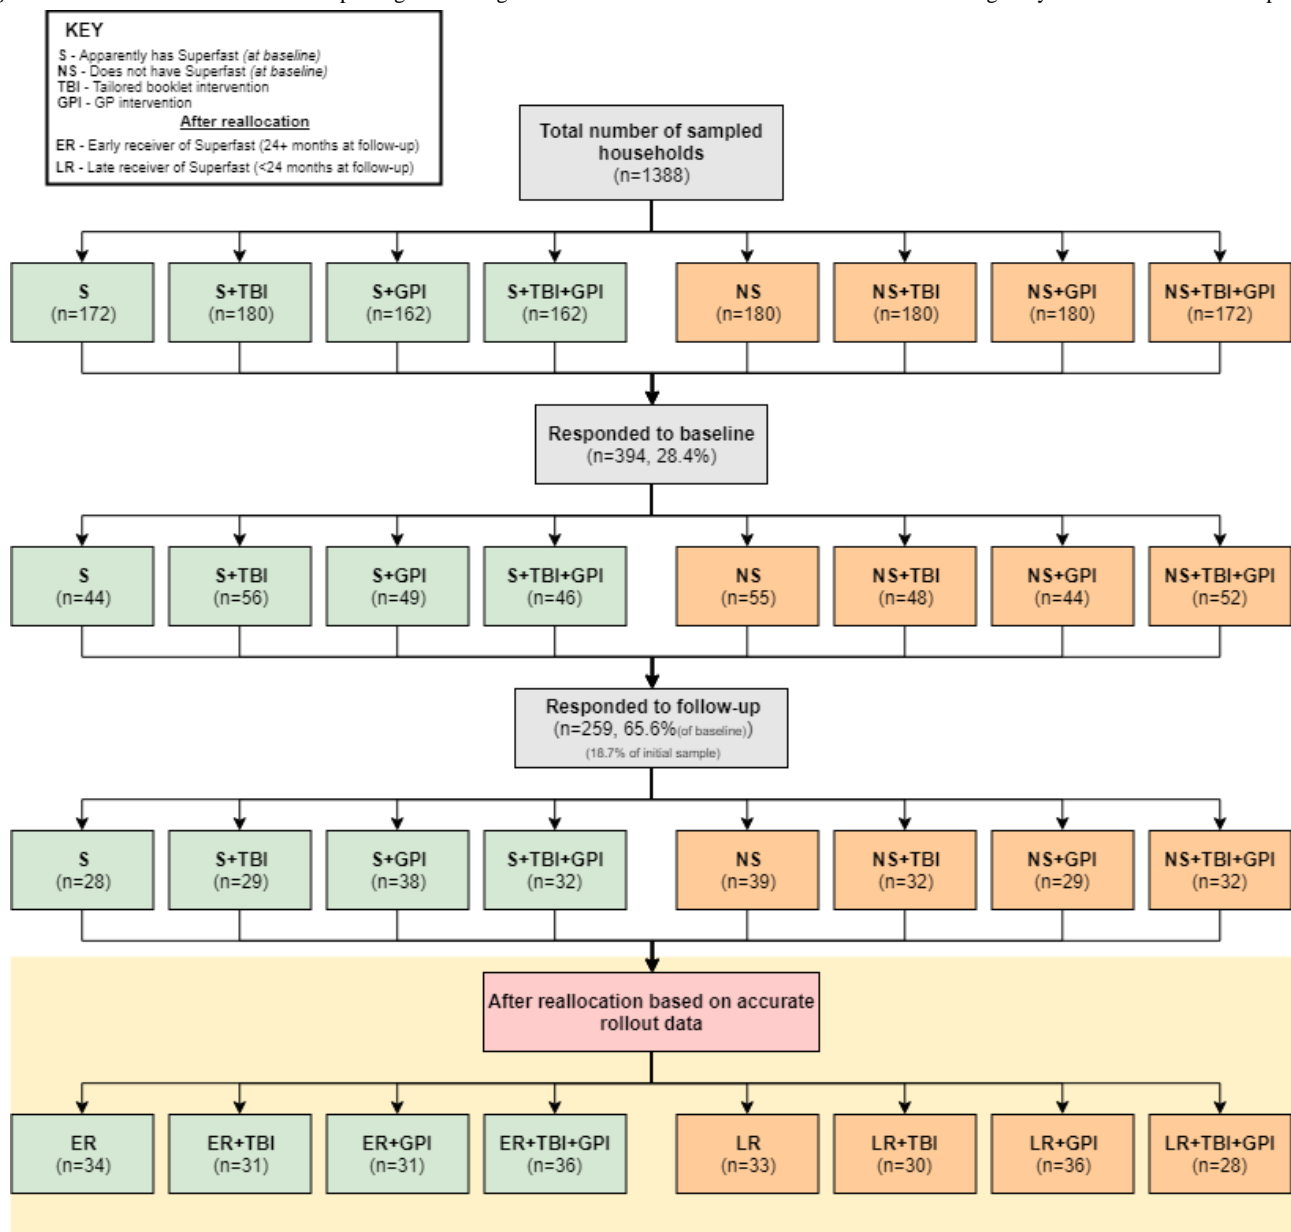 KEY
S - Apparently has Superfast (at baseline)
NS - Does not have Superfast (at baseline)
TBI - Tailored booklet intervention
GPI - GP intervention
After reallocation
ER - Early receiver of Superfast (24+ months at follow-up)
LR - Late receiver of Superfast (<24 months at follow-up)
Total number of sampled
households
(n=1388)
S
(n=172)
S+TBI
(n=180)
S+GPI
(n=162)
S+TBI+GPI
(n=162)
NS
(n=180)
NS+TBI
(n=180)
NS+GPI
(n=180)
NS+TBI+GPI
(n=172)
Responded to baseline
(n=394, 28.4%)
S
(n=44)
S+TBI
(n=56)
S+GPI
(n=49)
S+TBI+GPI
(n=46)
NS
(n=55)
NS+TBI
(n=48)
NS+GPI
(n=44)
NS+TBI+GPI
(n=52)
Responded to follow-up
(n=259, 65.6%(of baseline))
(18.7% of initial sample)
S
(n=28)
S+TBI
(n=29)
S+GPI
(n=38)
S+TBI+GPI
(n=32)
NS
(n=39)
NS+TBI
(n=32)
NS+GPI
(n=29)
NS+TBI+GPI
(n=32)
After reallocation based on accurate
rollout data
ER
(n=34)
ER+TBI
(n=31)
ER+GPI
(n=31)
ER+TBI+GPI
(n=36)
LR
(n=33)
LR+TBI
(n=30)
LR+GPI
(n=36)
LR+TBI+GPI
(n=28)